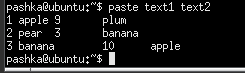 pashka@ubuntu:~$ paste text1 text2
1 apple 9 plum
2 pear 3 banana
3 banana 10 apple
pashka@ubuntu:~$